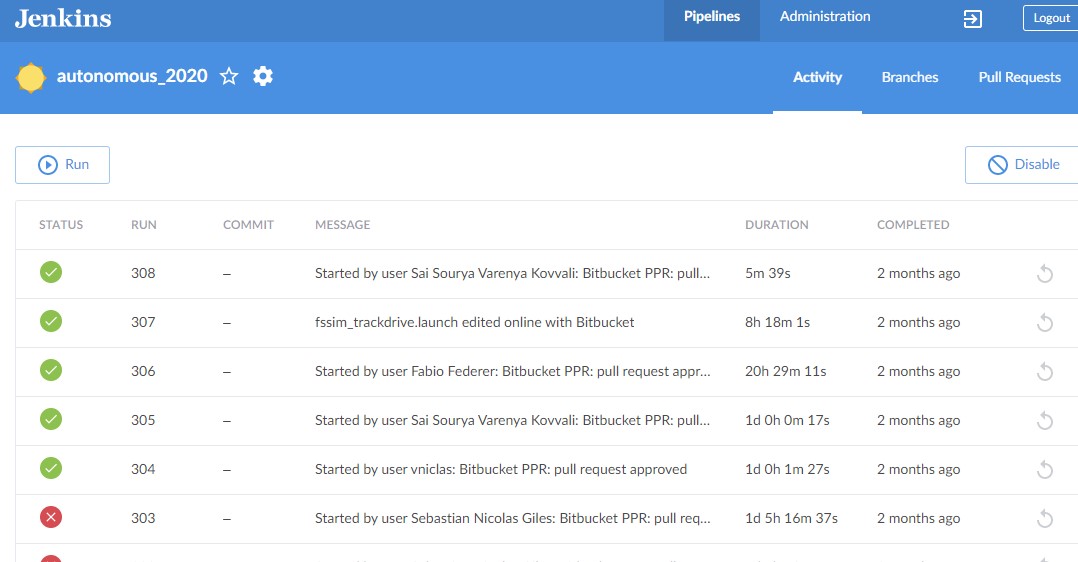 Jenkins
Pipelines Administration Logout
autonomous_2020 Activity Branches Pull Requests
Run Disable
STATUS RUN COMMIT MESSAGE DURATION COMPLETED
308 – Started by user Sai Sourya Varenya Kovvali: Bitbucket PPR: pull... 5m 39s 2 months ago
307 – fssim_trackdrive.launch edited online with Bitbucket 8h 18m 1s 2 months ago
306 – Started by user Fabio Federer: Bitbucket PPR: pull request appr... 20h 29m 11s 2 months ago
305 – Started by user Sai Sourya Varenya Kovvali: Bitbucket PPR: pull... 1d 0h 0m 17s 2 months ago
304 – Started by user vniclas: Bitbucket PPR: pull request approved 1d 0h 1m 27s 2 months ago
303 – Started by user Sebastian Nicolas Giles: Bitbucket PPR: pull req... 1d 5h 16m 37s 2 months ago